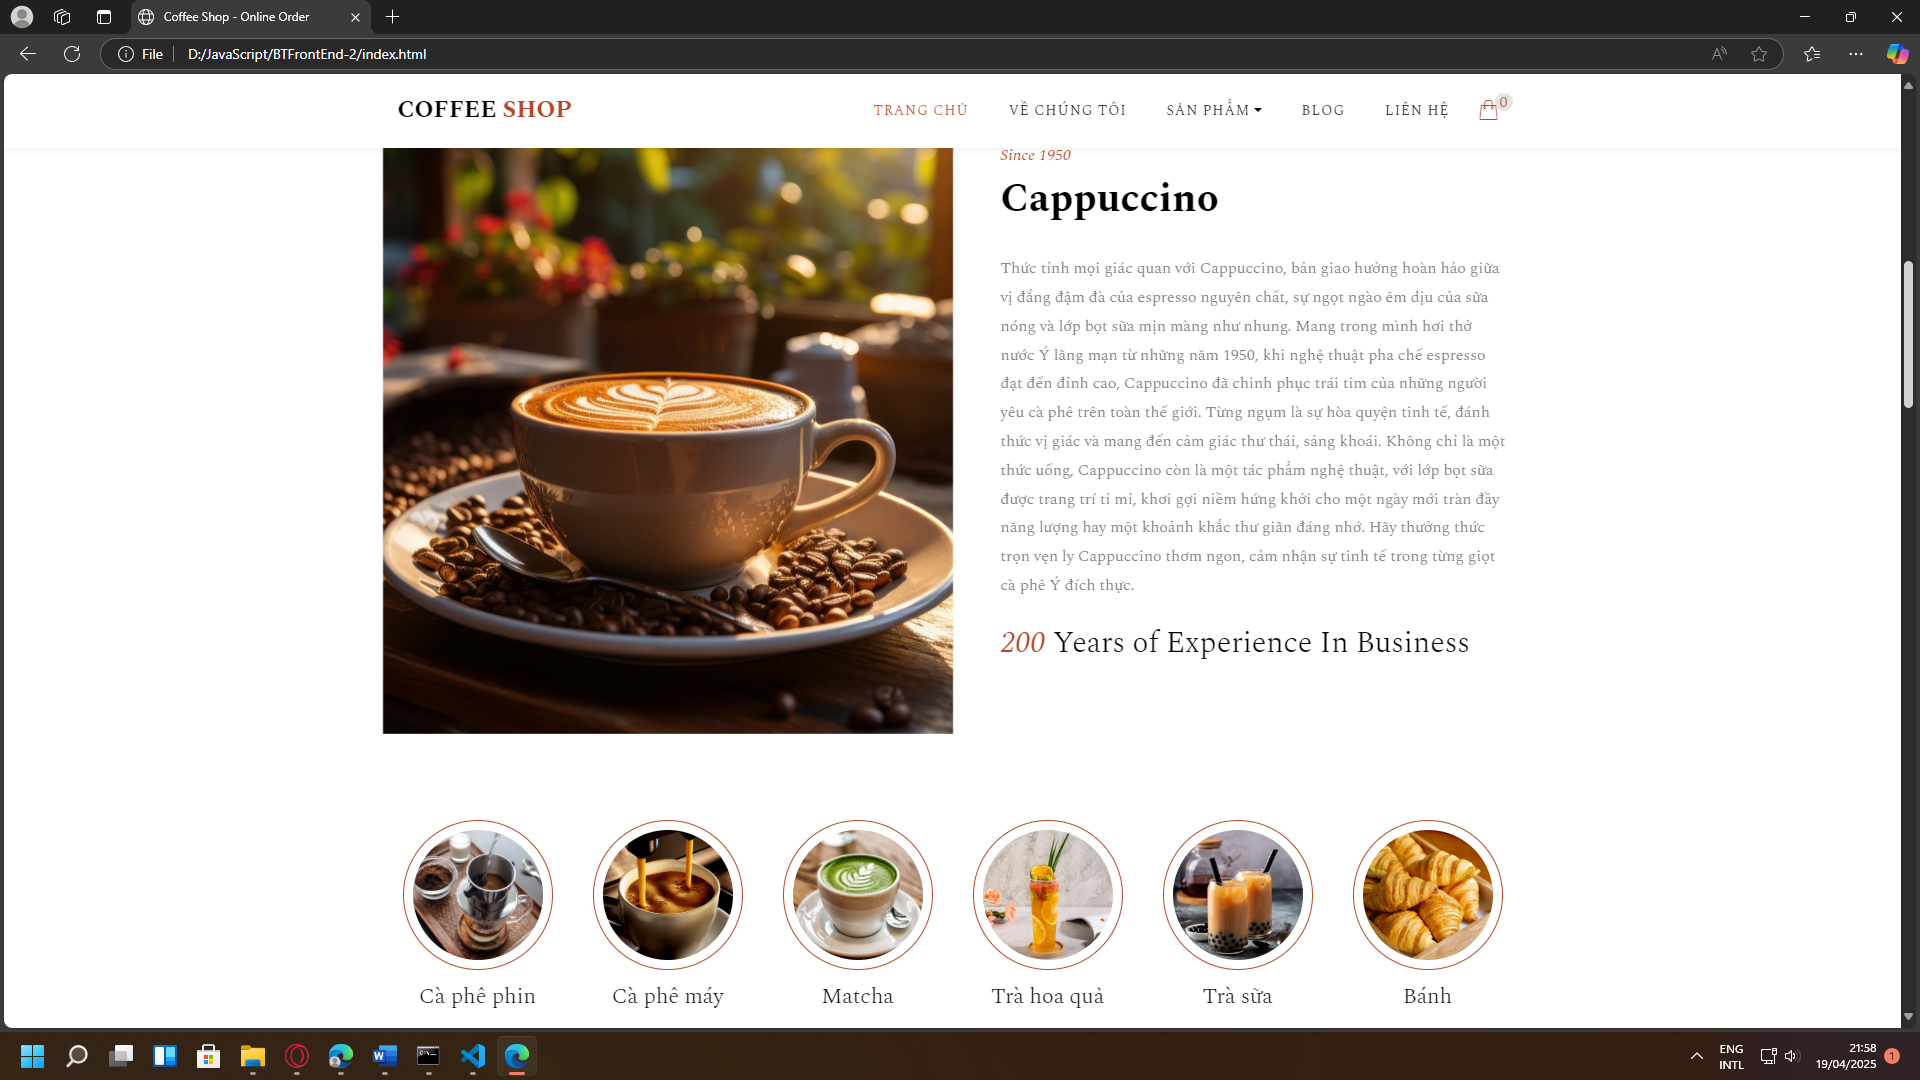 Coffee Shop - Online Order
File
D:/JavaScript/BTFrontEnd-2/index.html
COFFEE SHOP
TRANG CHỦ
VỀ CHÚNG TÔI
SẢN PHẨM
BLOG
LIÊN HỆ
0
Since 1950
Cappuccino
Thức tỉnh mọi giác quan với Cappuccino, bản giao hưởng hoàn hảo giữa
vị đắng đậm đà của espresso nguyên chất, sự ngọt ngào êm dịu của sữa
nóng và lớp bọt sữa mịn màng như nhung. Mang trong mình hơi thở
nước Ý lãng mạn từ những năm 1950, khi nghệ thuật pha chế espresso
đạt đến đỉnh cao, Cappuccino đã chinh phục trái tim của những người
yêu cà phê trên toàn thế giới. Từng ngụm là sự hòa quyện tinh tế, đánh
thức vị giác và mang đến cảm giác thư thái, sảng khoái. Không chỉ là một
thức uống, Cappuccino còn là một tác phẩm nghệ thuật, với lớp bọt sữa
được trang trí tỉ mỉ, khơi gợi niềm hứng khởi cho một ngày mới tràn đầy
năng lượng hay một khoảnh khắc thư giãn đáng nhớ. Hãy thưởng thức
trọn vẹn ly Cappuccino thơm ngon, cảm nhận sự tinh tế trong từng giọt
cà phê Ý đích thực.
200 Years of Experience In Business
Cà phê phin
Cà phê máy
Matcha
Trà hoa quả
Trà sữa
Bánh
ENG
INTL
21:58
19/04/2025
1